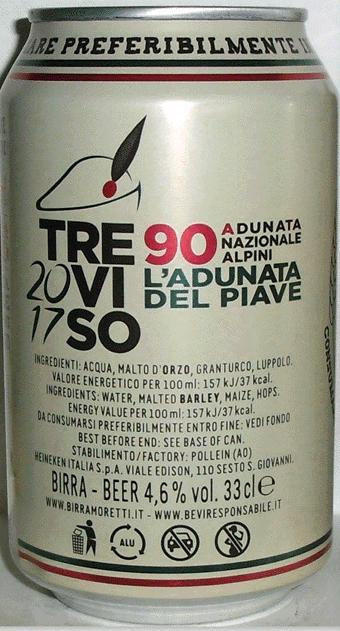 ARE PREFERIBILMENTE
TREVISO
2017
90 ADUNATA
NAZIONALE
ALPINI
L'ADUNATA
DEL PIAVE
INGREDIENTI: ACQUA, MALTO D'ORZO, GRANTURCO, LUPPOLO.
VALORE ENERGETICO PER 100 ml: 157 kJ/37 kcal.
INGREDIENTS: WATER, MALTED BARLEY, MAIZE, HOPS.
ENERGY VALUE PER 100 ml: 157 kJ/37 kcal.
DA CONSUMARSI PREFERIBILMENTE ENTRO FINE: VEDI FONDO
BEST BEFORE END: SEE BASE OF CAN.
STABILIMENTO / FACTORY: POLLEIN (AO)
HEINEKEN ITALIA S.p.A. VIALE EDISON, 110 SESTO S. GIOVANNI.
BIRRA - BEER 4,6% vol. 33cl e
WWW.BIRRAMORETTI.IT - WWW.BEVIRESPONSABILE.IT
ALU